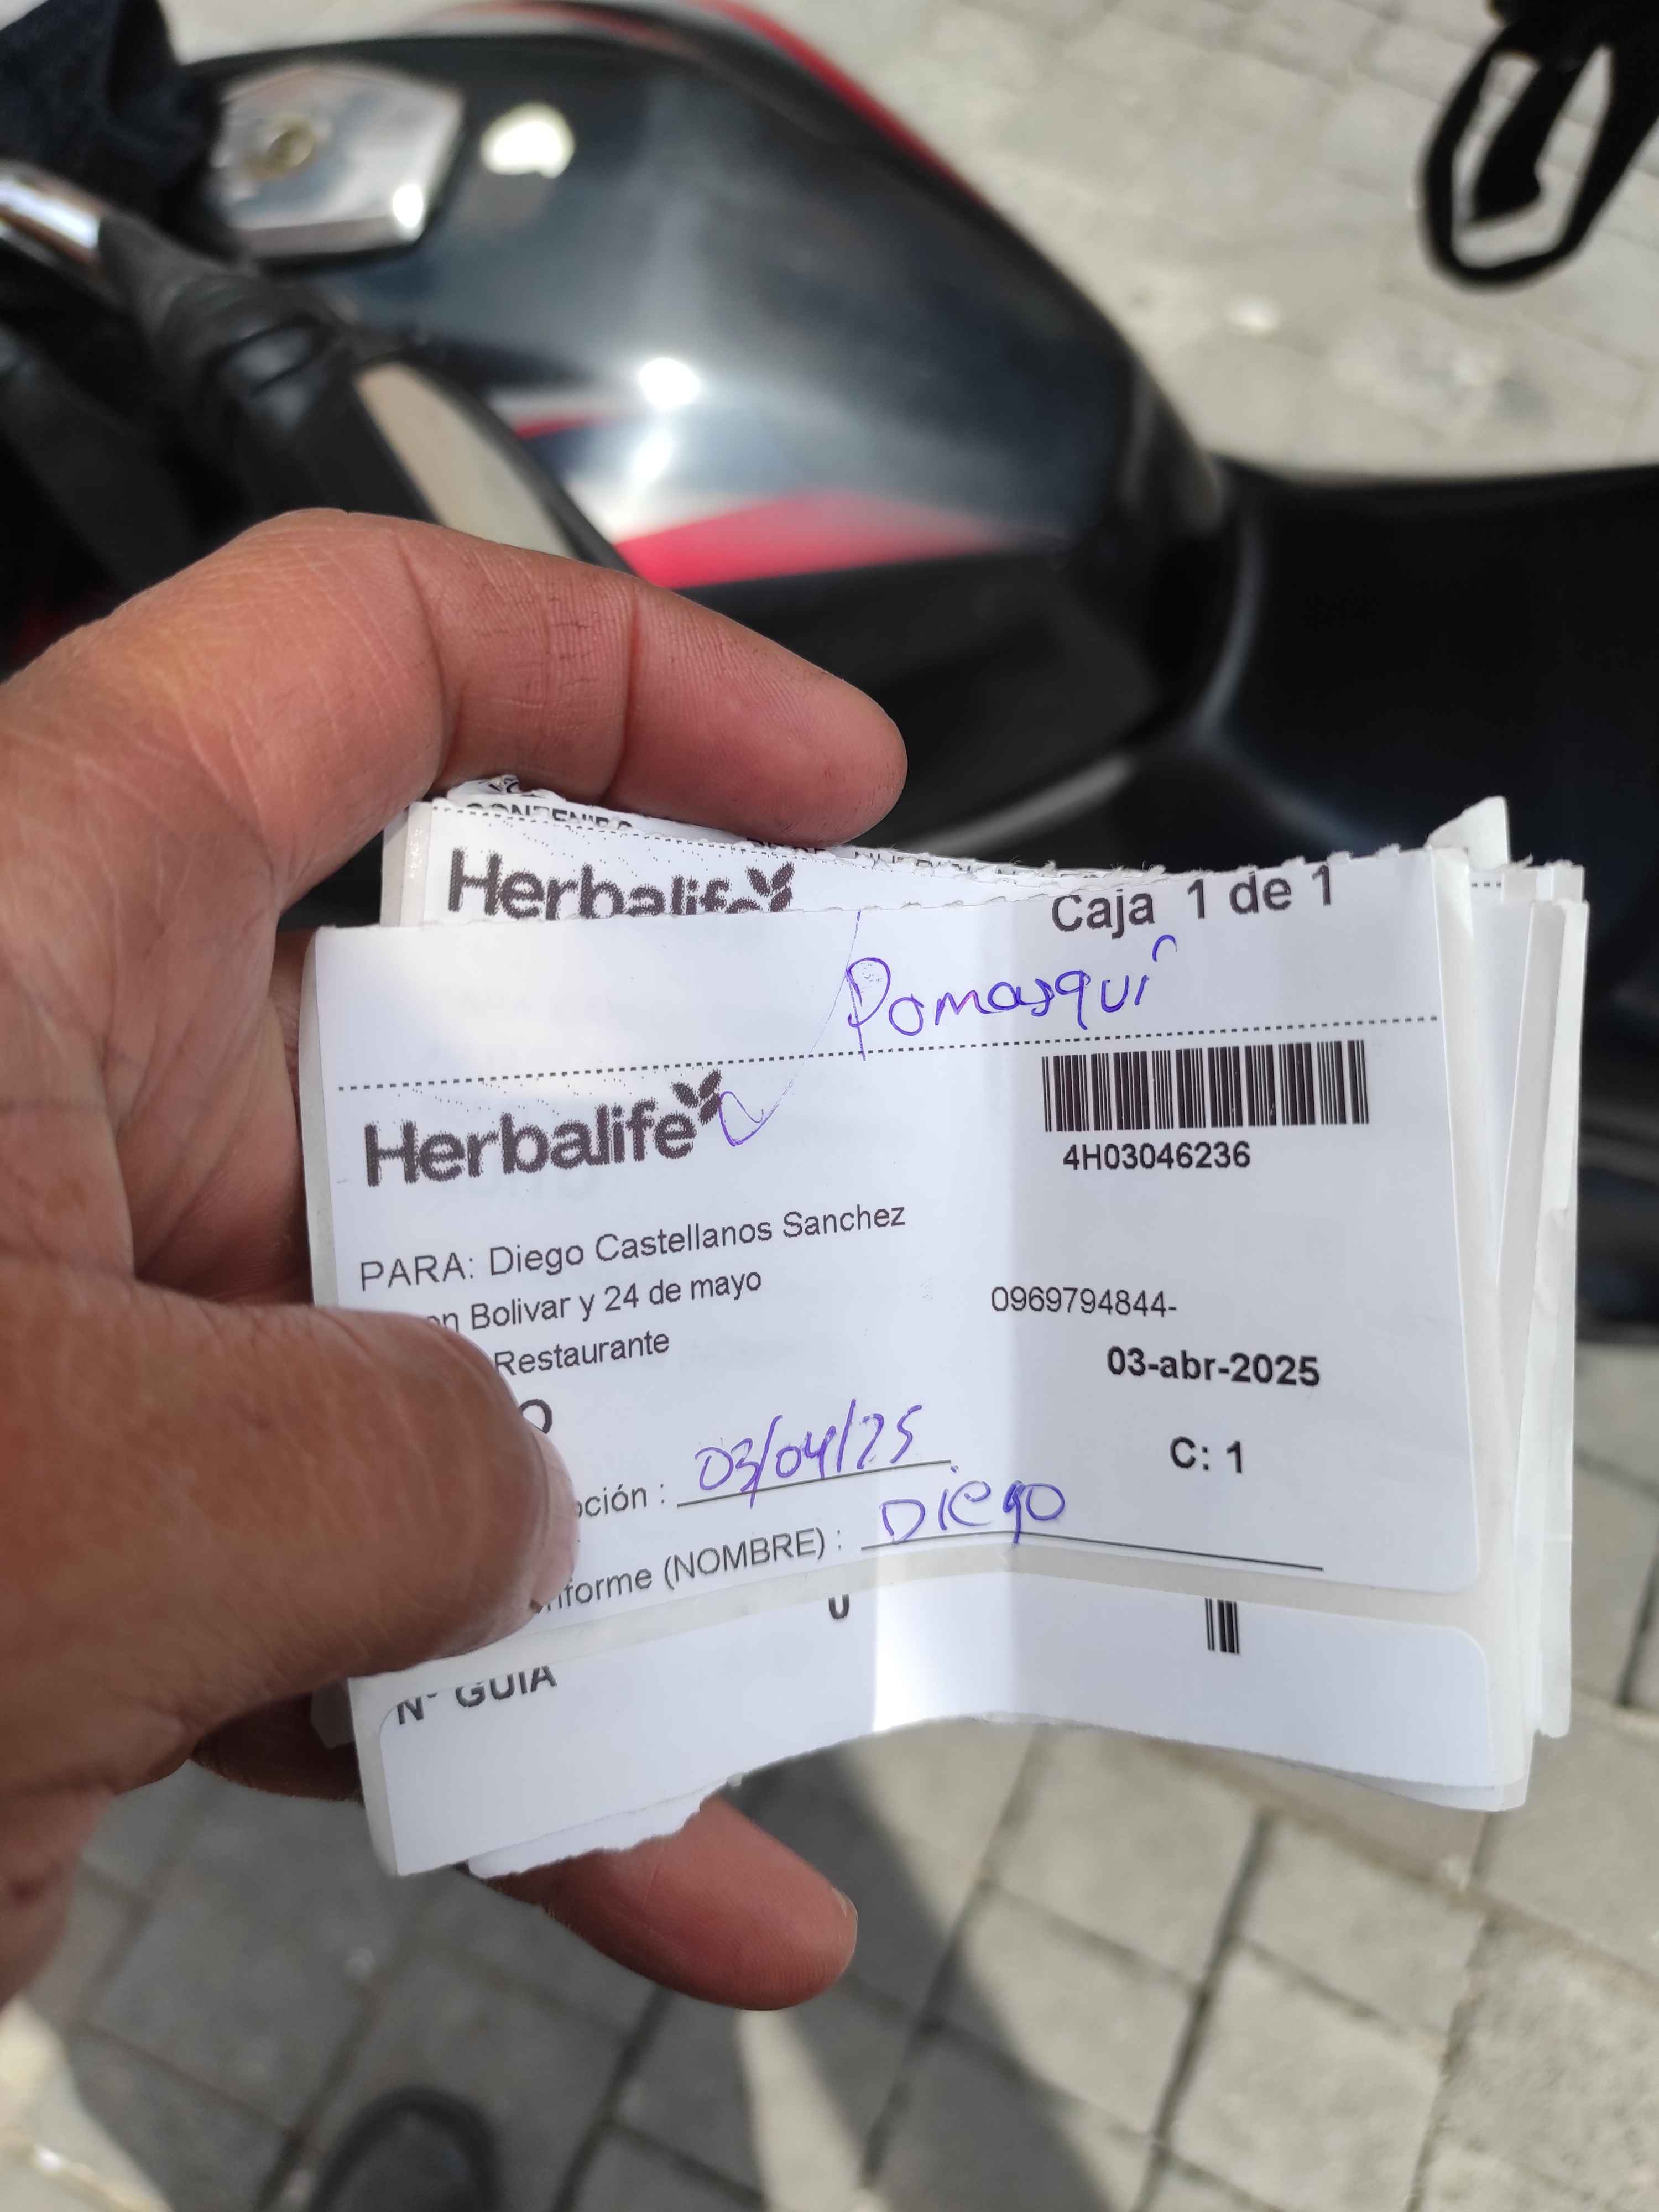 Herbalife
Caja 1 de 1
Pomasquí
Herbalife
4H03046236
PARA: Diego Castellanos Sanchez
Bolivar y 24 de mayo
0969794844-
Restaurante
03-abr-2025
C: 1
03/04/25
Diego
(NOMBRE) :
N° GUIA